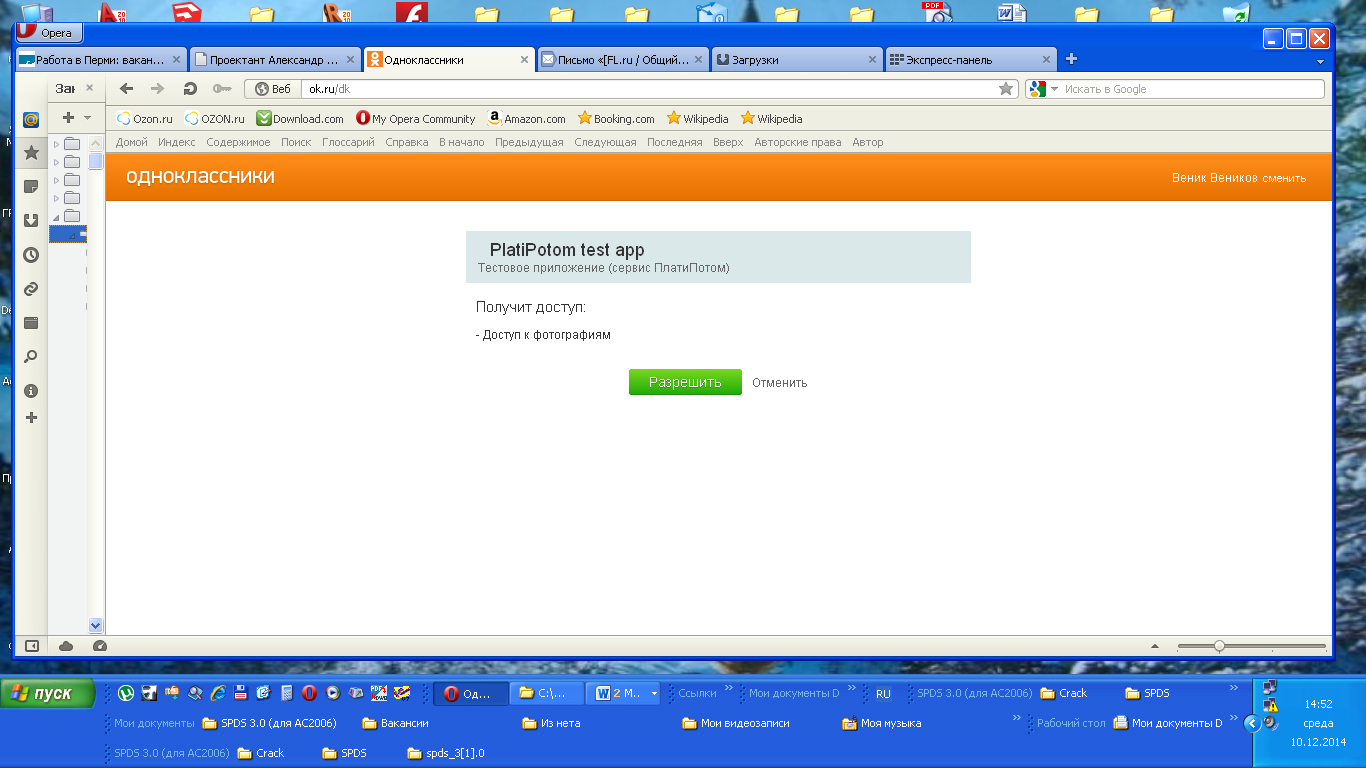 Opera
Работа в Перми: вакан...
Проектант Александр ...
Одноклассники
Письмо «[FL.ru / Общий...
Загрузки
Экспресс-панель
Веб
ok.ru/dk
Искать в Google
Ozon.ru
OZON.ru
Download.com
My Opera Community
Amazon.com
Booking.com
Wikipedia
Wikipedia
Домой Индекс Содержимое Поиск Глоссарий Справка В начало Предыдущая Следующая Последняя Вверх Авторские права Автор
одноклассники
Веник Веников сменить
PlatiPotom test app
Тестовое приложение (сервис ПлатиПотом)
Получит доступ:
- Доступ к фотографиям
Разрешить Отменить
пуск
Од...
C:\...
2 М...
Ссылки
Мои документы D
RU
SPDS 3.0 (для AC2006)
Crack
SPDS
Мои документы
SPDS 3.0 (для AC2006)
Вакансии
Из нета
Мои видеозаписи
Моя музыка
Рабочий стол
Мои документы D
SPDS 3.0 (для AC2006)
Crack
SPDS
spds_3[1].0
14:52
среда
10.12.2014